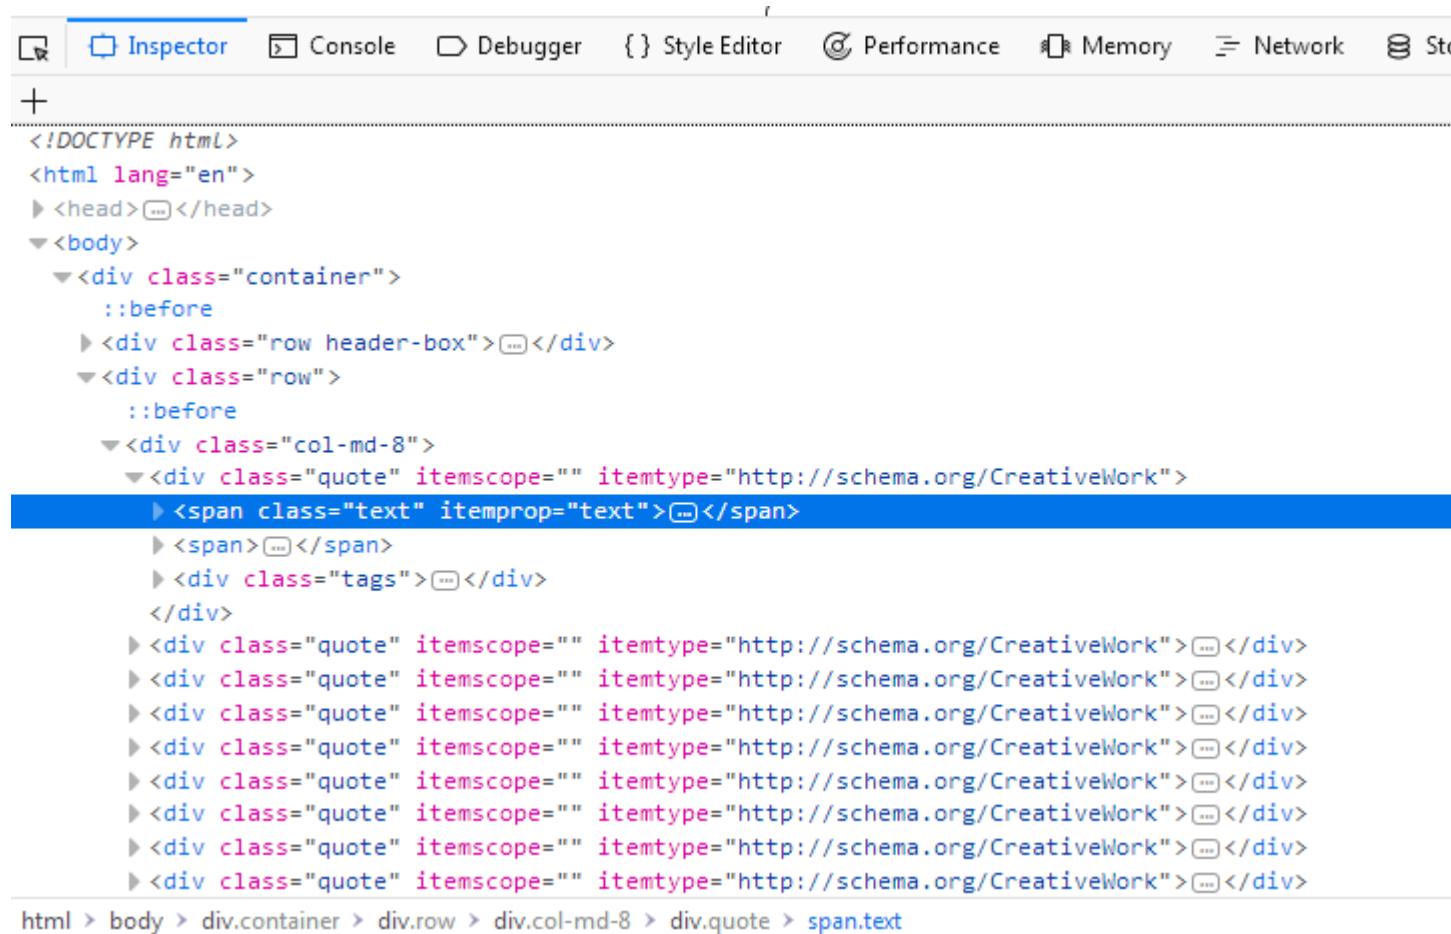 Inspector Console Debugger { } Style Editor Performance Memory Network
+
<!DOCTYPE html>
<html lang="en">
<head>…</head>
<body>
<div class="container">
::before
<div class="row header-box">…</div>
<div class="row">
::before
<div class="col-md-8">
<div class="quote" itemscope="" itemtype="http://schema.org/CreativeWork">
<span class="text" itemprop="text">…</span>
<span>…</span>
<div class="tags">…</div>
</div>
<div class="quote" itemscope="" itemtype="http://schema.org/CreativeWork">…</div>
<div class="quote" itemscope="" itemtype="http://schema.org/CreativeWork">…</div>
<div class="quote" itemscope="" itemtype="http://schema.org/CreativeWork">…</div>
<div class="quote" itemscope="" itemtype="http://schema.org/CreativeWork">…</div>
<div class="quote" itemscope="" itemtype="http://schema.org/CreativeWork">…</div>
<div class="quote" itemscope="" itemtype="http://schema.org/CreativeWork">…</div>
<div class="quote" itemscope="" itemtype="http://schema.org/CreativeWork">…</div>
<div class="quote" itemscope="" itemtype="http://schema.org/CreativeWork">…</div>
html > body > div.container > div.row > div.col-md-8 > div.quote > span.text